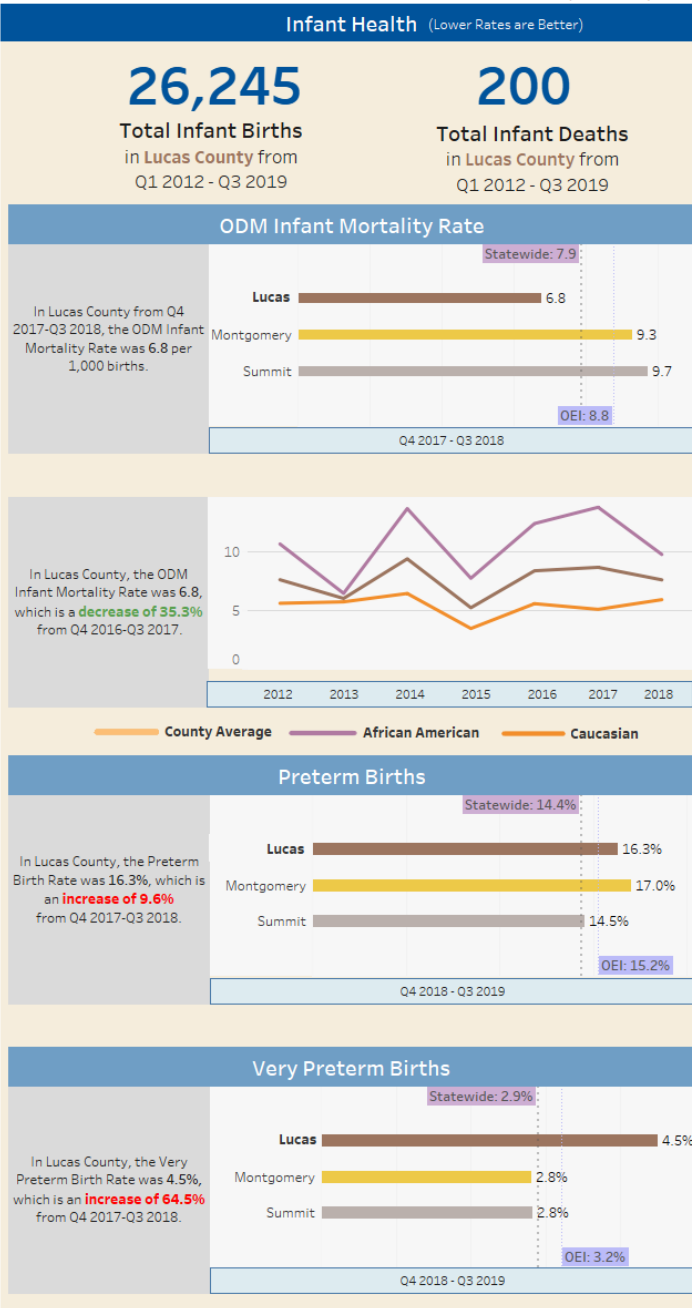 Infant Health (Lower Rates are Better)
26,245
Total Infant Births
in Lucas County from
Q1 2012 - Q3 2019
200
Total Infant Deaths
in Lucas County from
Q1 2012 - Q3 2019
ODM Infant Mortality Rate
In Lucas County from Q4
2017-Q3 2018, the ODM Infant
Mortality Rate was 6.8 per
1,000 births.
Statewide: 7.9
Lucas 6.8
Montgomery 9.3
Summit 9.7
OEI: 8.8
Q4 2017 - Q3 2018
In Lucas County, the ODM
Infant Mortality Rate was 6.8,
which is a decrease of 35.3%
from Q4 2016-Q3 2017.
10
5
0
2012 2013 2014 2015 2016 2017 2018
County Average African American Caucasian
Preterm Births
In Lucas County, the Preterm
Birth Rate was 16.3%, which is
an increase of 9.6%
from Q4 2017-Q3 2018.
Statewide: 14.4%
Lucas 16.3%
Montgomery 17.0%
Summit 14.5%
OEI: 15.2%
Q4 2018 - Q3 2019
Very Preterm Births
In Lucas County, the Very
Preterm Birth Rate was 4.5%,
which is an increase of 64.5%
from Q4 2017-Q3 2018.
Statewide: 2.9%
Lucas 4.5%
Montgomery 2.8%
Summit 2.8%
OEI: 3.2%
Q4 2018 - Q3 2019